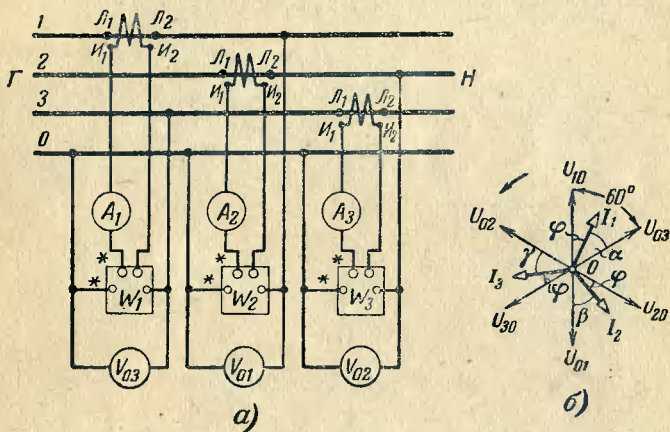 1 Л₁ Л₂
И₁ И₂
2 Л₁ Л₂
Г Н
И₁ И₂
3 Л₁ Л₂
И₁ И₂
0
A₁ A₂ A₃
* * *
* W₁ * W₂ * W₃
V₀₃ V₀₁ V₀₂
а)
U₁₀ 60°
U₀₂ φ I₁ U₀₃
γ α
I₃ φ 0 φ
U₃₀ β I₂ U₂₀
U₀₁
б)